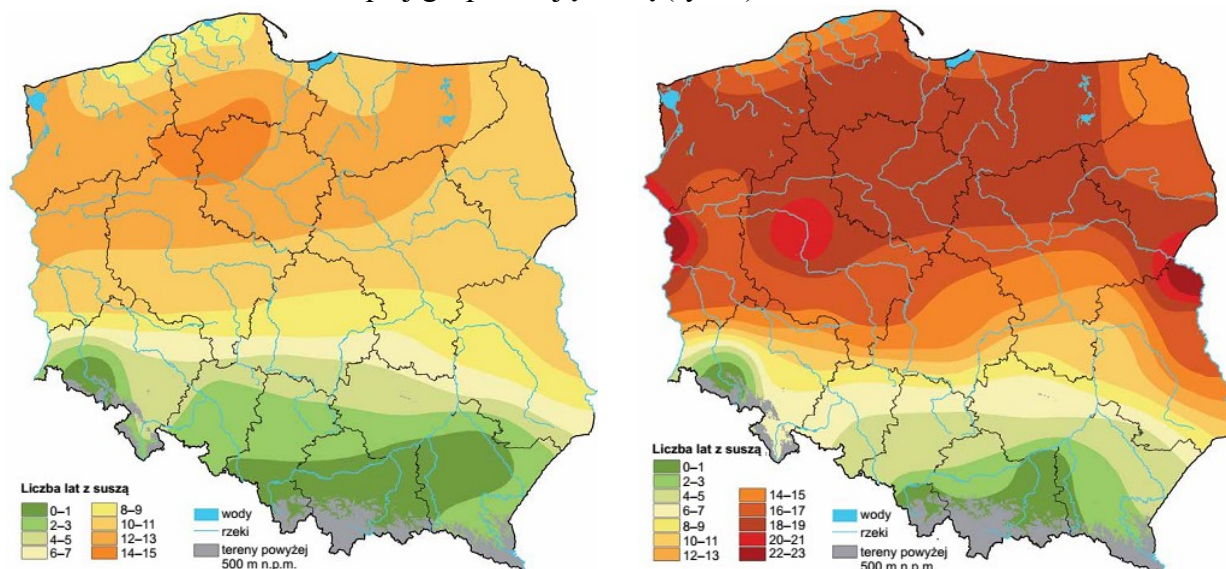 Liczba lat z suszą
0–1
2–3
4–5
6–7
8–9
10–11
12–13
14–15
wody
rzeki
tereny powyżej
500 m n.p.m.
Liczba lat z suszą
0–1
2–3
4–5
6–7
8–9
10–11
12–13
14–15
16–17
18–19
20–21
22–23
wody
rzeki
tereny powyżej
500 m n.p.m.